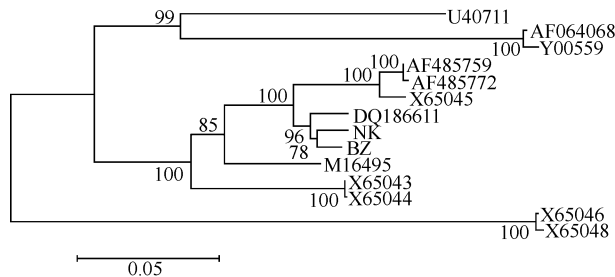 99
U40711
AF064068
100
Y00559
100
AF485759
100
AF485772
100
X65045
DQ186611
85
96
NK
78
BZ
M16495
100
X65043
100
X65044
X65046
100
X65048
0.05